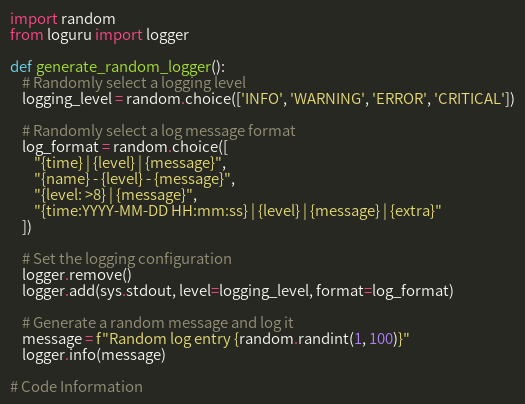 import random
from loguru import logger

def generate_random_logger():
    # Randomly select a logging level
    logging_level = random.choice(['INFO', 'WARNING', 'ERROR', 'CRITICAL'])

    # Randomly select a log message format
    log_format = random.choice([
        "{time} | {level} | {message}",
        "{name} - {level} - {message}",
        "{level: >8} | {message}",
        "{time:YYYY-MM-DD HH:mm:ss} | {level} | {message} | {extra}"
    ])

    # Set the logging configuration
    logger.remove()
    logger.add(sys.stdout, level=logging_level, format=log_format)

    # Generate a random message and log it
    message = f"Random log entry {random.randint(1, 100)}"
    logger.info(message)

# Code Information